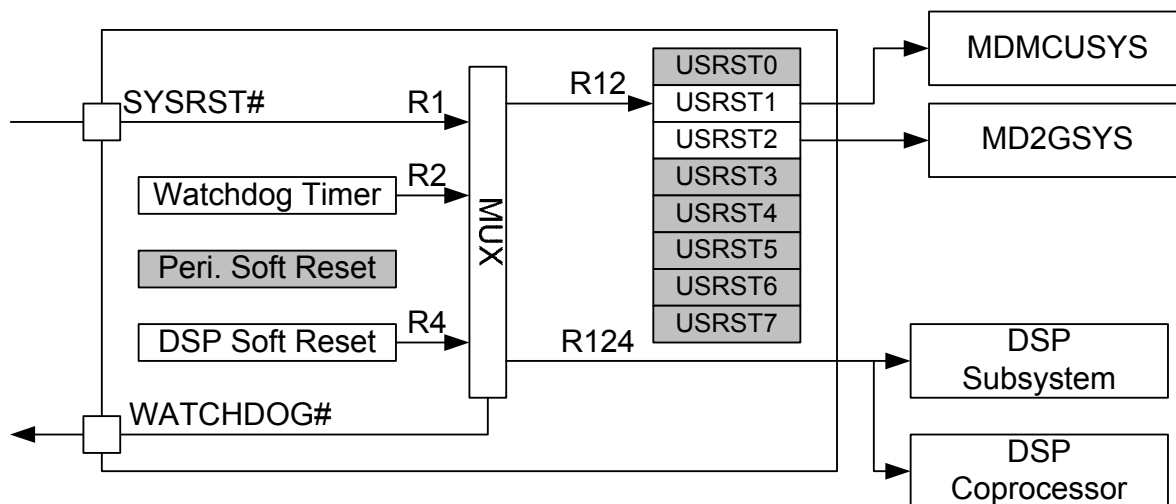 MDMCUSYS
MD2GSYS
SYSRST#
R1
R2
Watchdog Timer
Peri. Soft Reset
R4
DSP Soft Reset
WATCHDOG#
MUX
R12
R124
USRST0
USRST1
USRST2
USRST3
USRST4
USRST5
USRST6
USRST7
DSP
Subsystem
DSP
Coprocessor